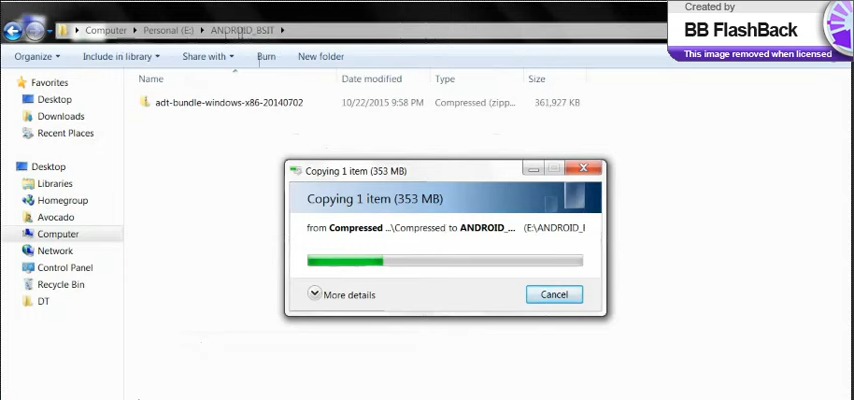 Created by
BB FlashBack
This image removed when licensed
Computer Personal (E:) ANDROID_BSIT
Organize Include in library Share with Burn New folder
Name Date modified Type Size
adt-bundle-windows-x86-20140702 10/22/2015 9:58 PM Compressed (zipp... 361,927 KB
Favorites
Desktop
Downloads
Recent Places
Desktop
Libraries
Homegroup
Avocado
Computer
Network
Control Panel
Recycle Bin
DT
Copying 1 item (353 MB)
Copying 1 item (353 MB)
from Compressed ...\Compressed to ANDROID_... (E:\ANDROID_
More details Cancel